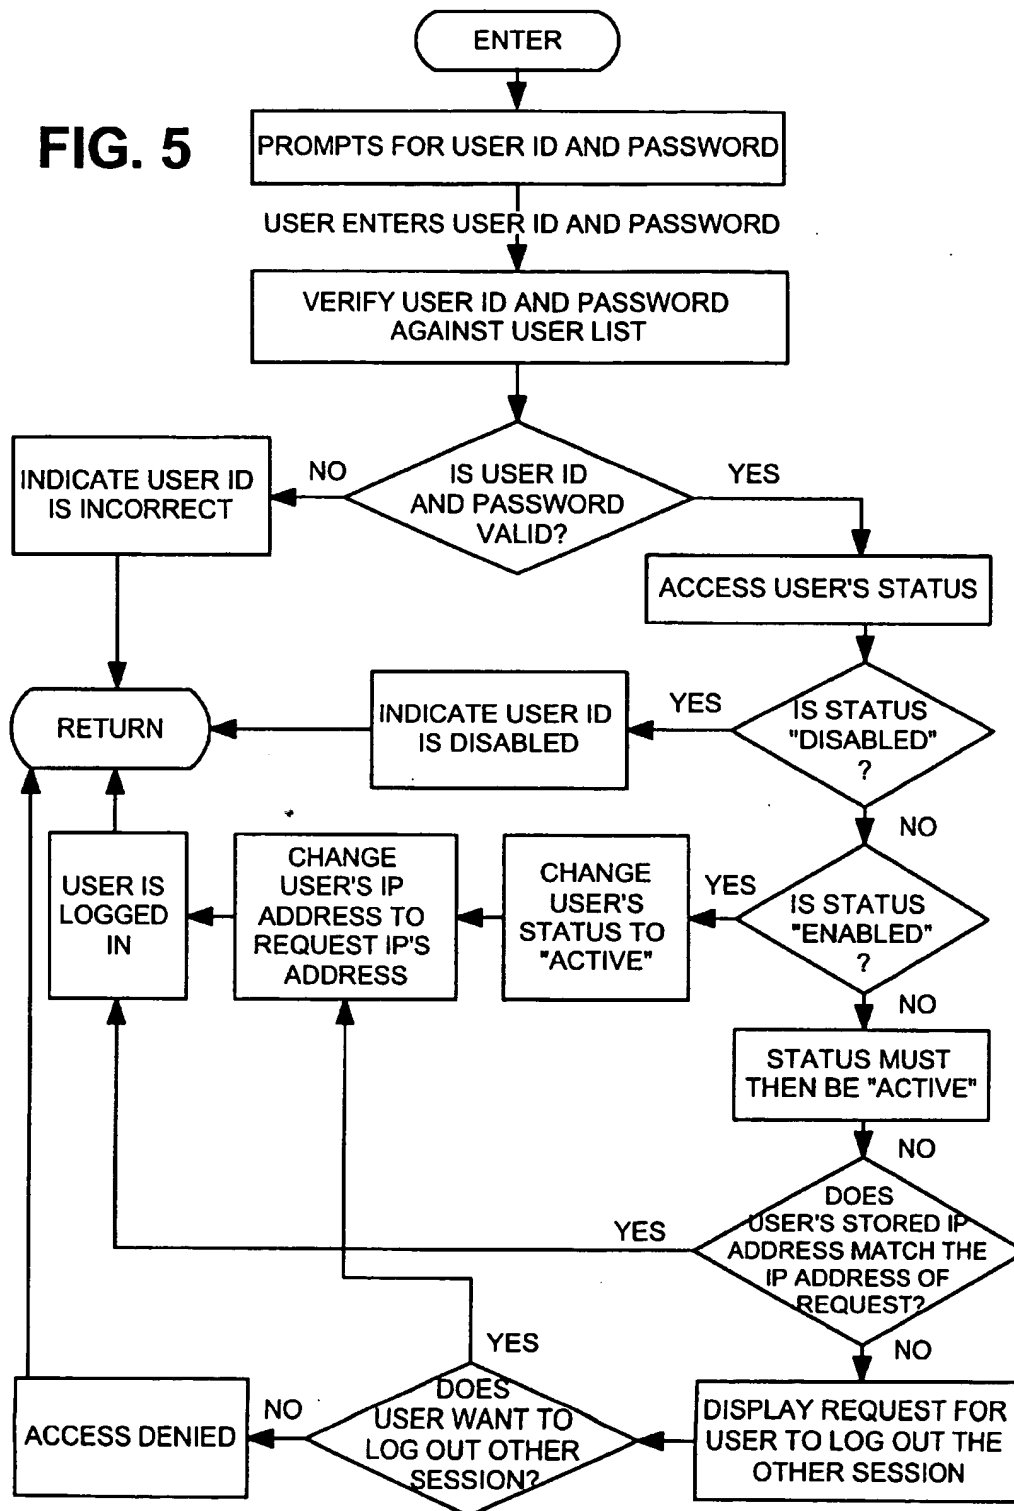 ENTER
FIG. 5
PROMPTS FOR USER ID AND PASSWORD
USER ENTERS USER ID AND PASSWORD
VERIFY USER ID AND PASSWORD
AGAINST USER LIST
IS USER ID
AND PASSWORD
VALID?
NO
YES
INDICATE USER ID
IS INCORRECT
ACCESS USER'S STATUS
IS STATUS
"DISABLED"
?
YES
INDICATE USER ID
IS DISABLED
RETURN
NO
IS STATUS
"ENABLED"
?
YES
CHANGE
USER'S
STATUS TO
"ACTIVE"
CHANGE
USER'S IP
ADDRESS TO
REQUEST IP'S
ADDRESS
USER IS
LOGGED
IN
NO
STATUS MUST
THEN BE "ACTIVE"
NO
DOES
USER'S STORED IP
ADDRESS MATCH THE
IP ADDRESS OF
REQUEST?
YES
NO
DISPLAY REQUEST FOR
USER TO LOG OUT THE
OTHER SESSION
DOES
USER WANT TO
LOG OUT OTHER
SESSION?
YES
NO
ACCESS DENIED